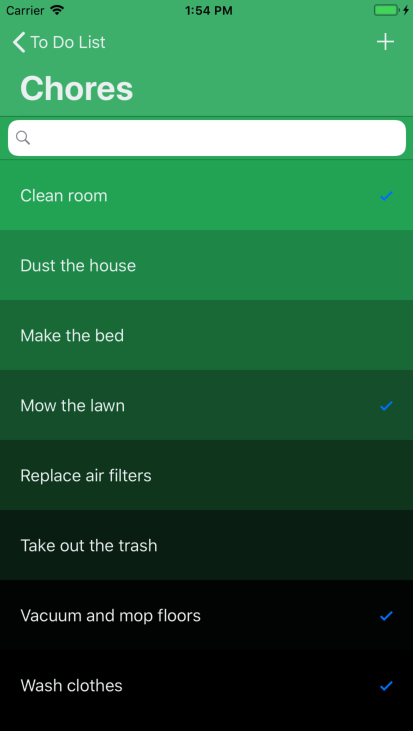 Carrier 1:54 PM
To Do List
Chores
Clean room
Dust the house
Make the bed
Mow the lawn
Replace air filters
Take out the trash
Vacuum and mop floors
Wash clothes